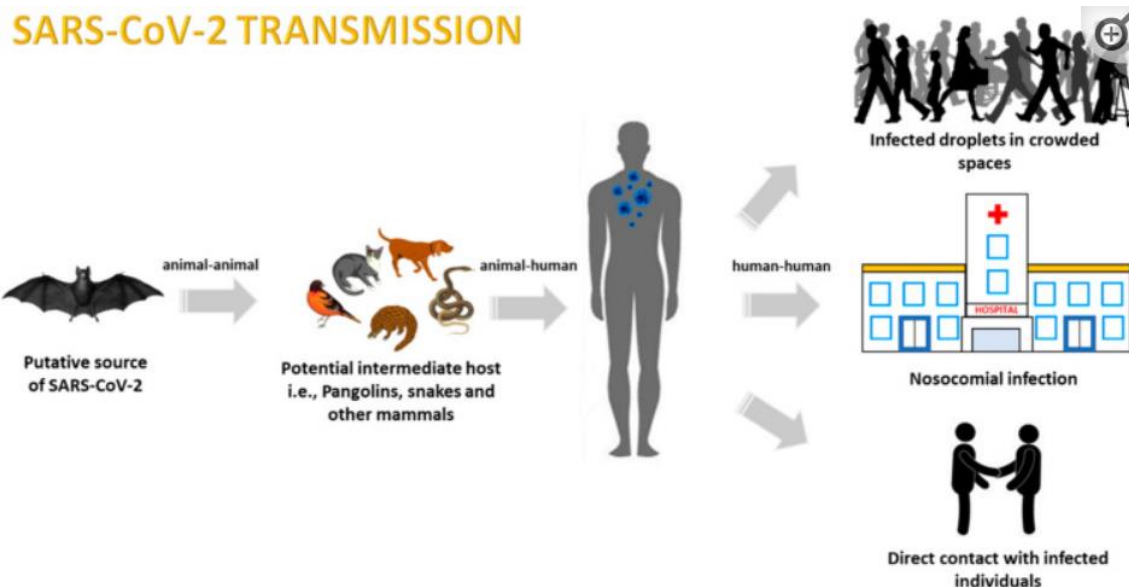 SARS-CoV-2 TRANSMISSION
Infected droplets in crowded
spaces
animal-animal
animal-human
human-human
HOSPITAL
Putative source
of SARS-CoV-2
Potential intermediate host
i.e., Pangolins, snakes and
other mammals
Nosocomial infection
Direct contact with infected
individuals